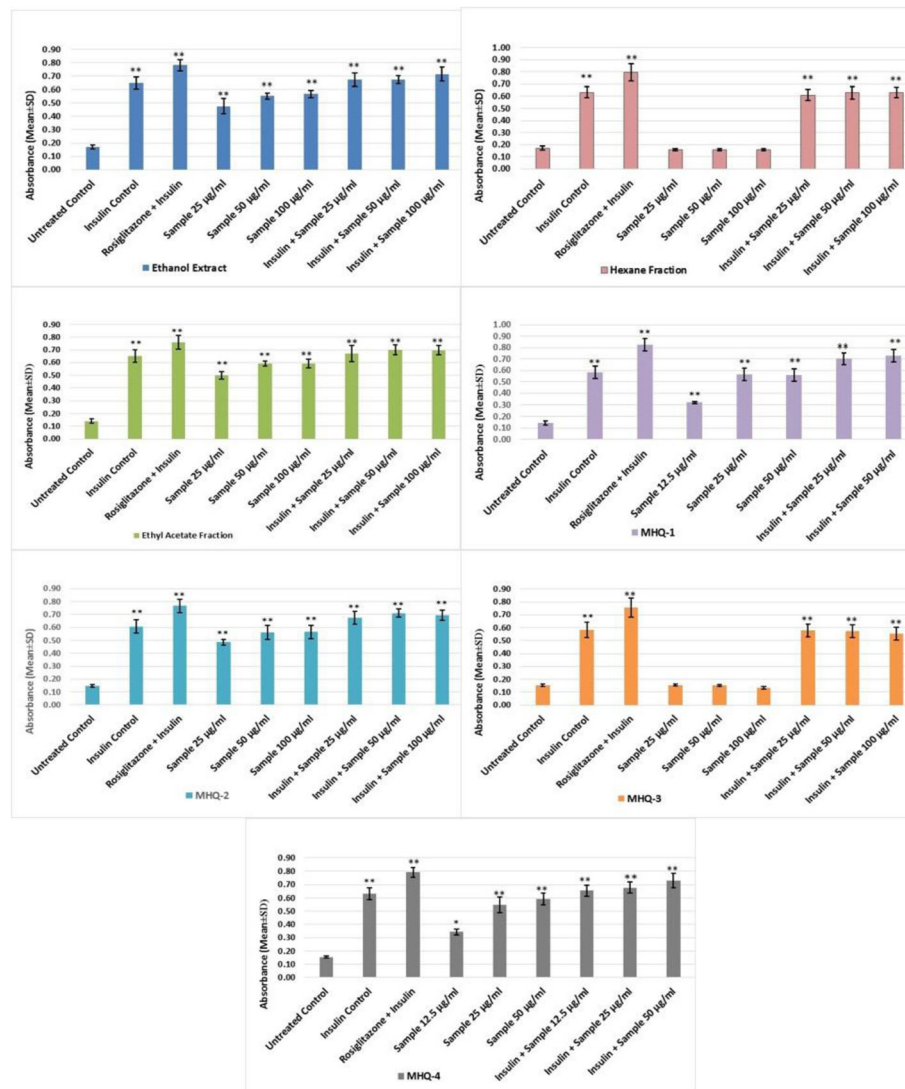 Absorbance (Mean±SD)
0.90
0.80
0.70
0.60
0.50
0.40
0.30
0.20
0.10
0.00
**
**
**
**
**
**
**
**
Untreated Control
Insulin Control
Rosiglitazone + Insulin
Sample 25 µg/ml
Sample 50 µg/ml
Sample 100 µg/ml
Insulin + Sample 25 µg/ml
Insulin + Sample 50 µg/ml
Insulin + Sample 100 µg/ml
Ethanol Extract
Absorbance (Mean±SD)
1.00
0.90
0.80
0.70
0.60
0.50
0.40
0.30
0.20
0.10
0.00
**
**
**
**
**
Untreated Control
Insulin Control
Rosiglitazone + Insulin
Sample 25 µg/ml
Sample 50 µg/ml
Sample 100 µg/ml
Insulin + Sample 25 µg/ml
Insulin + Sample 50 µg/ml
Insulin + Sample 100 µg/ml
Hexane Fraction
Absorbance (Mean±SD)
0.90
0.80
0.70
0.60
0.50
0.40
0.30
0.20
0.10
0.00
**
**
**
**
**
**
**
**
Untreated Control
Insulin Control
Rosiglitazone + Insulin
Sample 25 µg/ml
Sample 50 µg/ml
Sample 100 µg/ml
Insulin + Sample 25 µg/ml
Insulin + Sample 50 µg/ml
Insulin + Sample 100 µg/ml
Ethyl Acetate Fraction
Absorbance (Mean±SD)
1.00
0.90
0.80
0.70
0.60
0.50
0.40
0.30
0.20
0.10
0.00
**
**
**
**
**
**
**
Untreated Control
Insulin Control
Rosiglitazone + Insulin
Sample 12.5 µg/ml
Sample 25 µg/ml
Sample 50 µg/ml
Insulin + Sample 25 µg/ml
Insulin + Sample 50 µg/ml
MHQ-1
Absorbance (Mean±SD)
0.90
0.80
0.70
0.60
0.50
0.40
0.30
0.20
0.10
0.00
**
**
**
**
**
**
**
**
Untreated Control
Insulin Control
Rosiglitazone + Insulin
Sample 25 µg/ml
Sample 50 µg/ml
Sample 100 µg/ml
Insulin + Sample 25 µg/ml
Insulin + Sample 50 µg/ml
Insulin + Sample 100 µg/ml
MHQ-2
Absorbance (Mean±SD)
0.90
0.80
0.70
0.60
0.50
0.40
0.30
0.20
0.10
0.00
**
**
**
**
**
Untreated Control
Insulin Control
Rosiglitazone + Insulin
Sample 25 µg/ml
Sample 50 µg/ml
Sample 100 µg/ml
Insulin + Sample 25 µg/ml
Insulin + Sample 50 µg/ml
Insulin + Sample 100 µg/ml
MHQ-3
Absorbance (Mean±SD)
0.90
0.80
0.70
0.60
0.50
0.40
0.30
0.20
0.10
0.00
**
**
*
**
**
**
**
**
Untreated Control
Insulin Control
Rosiglitazone + Insulin
Sample 12.5 µg/ml
Sample 25 µg/ml
Sample 50 µg/ml
Insulin + Sample 12.5 µg/ml
Insulin + Sample 25 µg/ml
Insulin + Sample 50 µg/ml
MHQ-4